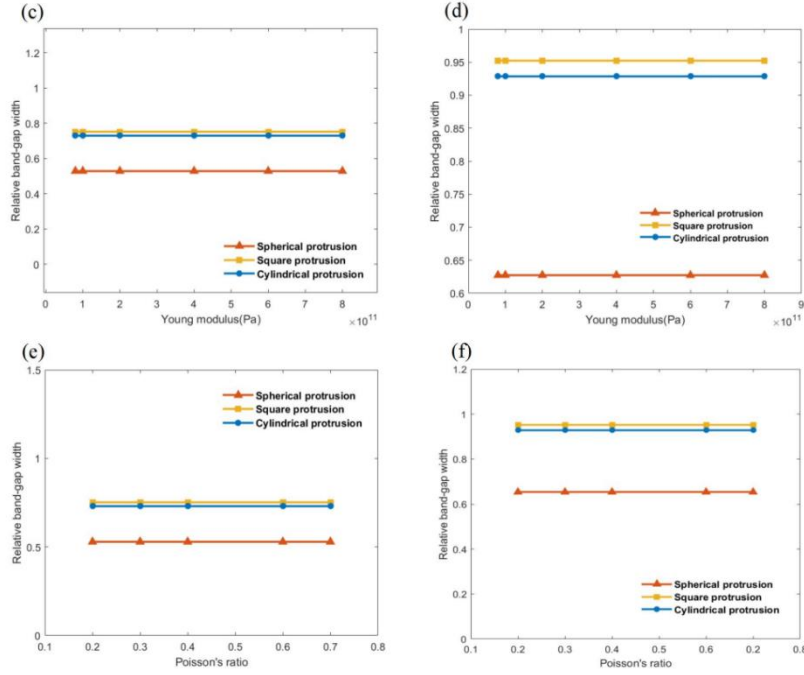 (c)
1.2
1
0.8
0.6
0.4
0.2
0
Relative band-gap width
Spherical protrusion
Square protrusion
Cylindrical protrusion
0 1 2 3 4 5 6 7 8 9
Young modulus(Pa)
×10^11
(d)
1
0.95
0.9
0.85
0.8
0.75
0.7
0.65
0.6
Relative band-gap width
Spherical protrusion
Square protrusion
Cylindrical protrusion
0 1 2 3 4 5 6 7 8 9
Young modulus(Pa)
×10^11
(e)
1.5
1
0.5
0
Relative band-gap width
Spherical protrusion
Square protrusion
Cylindrical protrusion
0.1 0.2 0.3 0.4 0.5 0.6 0.7 0.8
Poisson's ratio
(f)
1.2
1
0.8
0.6
0.4
0.2
0
Relative band-gap width
Spherical protrusion
Square protrusion
Cylindrical protrusion
0.1 0.2 0.3 0.4 0.5 0.6 0.2 0.8
Poisson's ratio